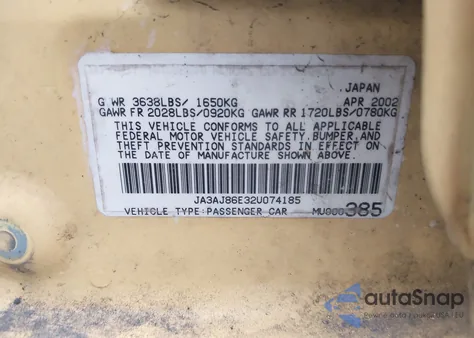 JAPAN
G WR 3638LBS/ 1650KG APR 2002
GAWR FR 2028LBS/0920KG GAWR RR 1720LBS/0780KG
THIS VEHICLE CONFORMS TO ALL APPLICABLE
FEDERAL MOTOR VEHICLE SAFETY, BUMPER, AND
THEFT PREVENTION STANDARDS IN EFFECT ON
THE DATE OF MANUFACTURE SHOWN ABOVE.
JA3AJ86E32U074185
VEHICLE TYPE:PASSENGER CAR MU000385
autoSnap